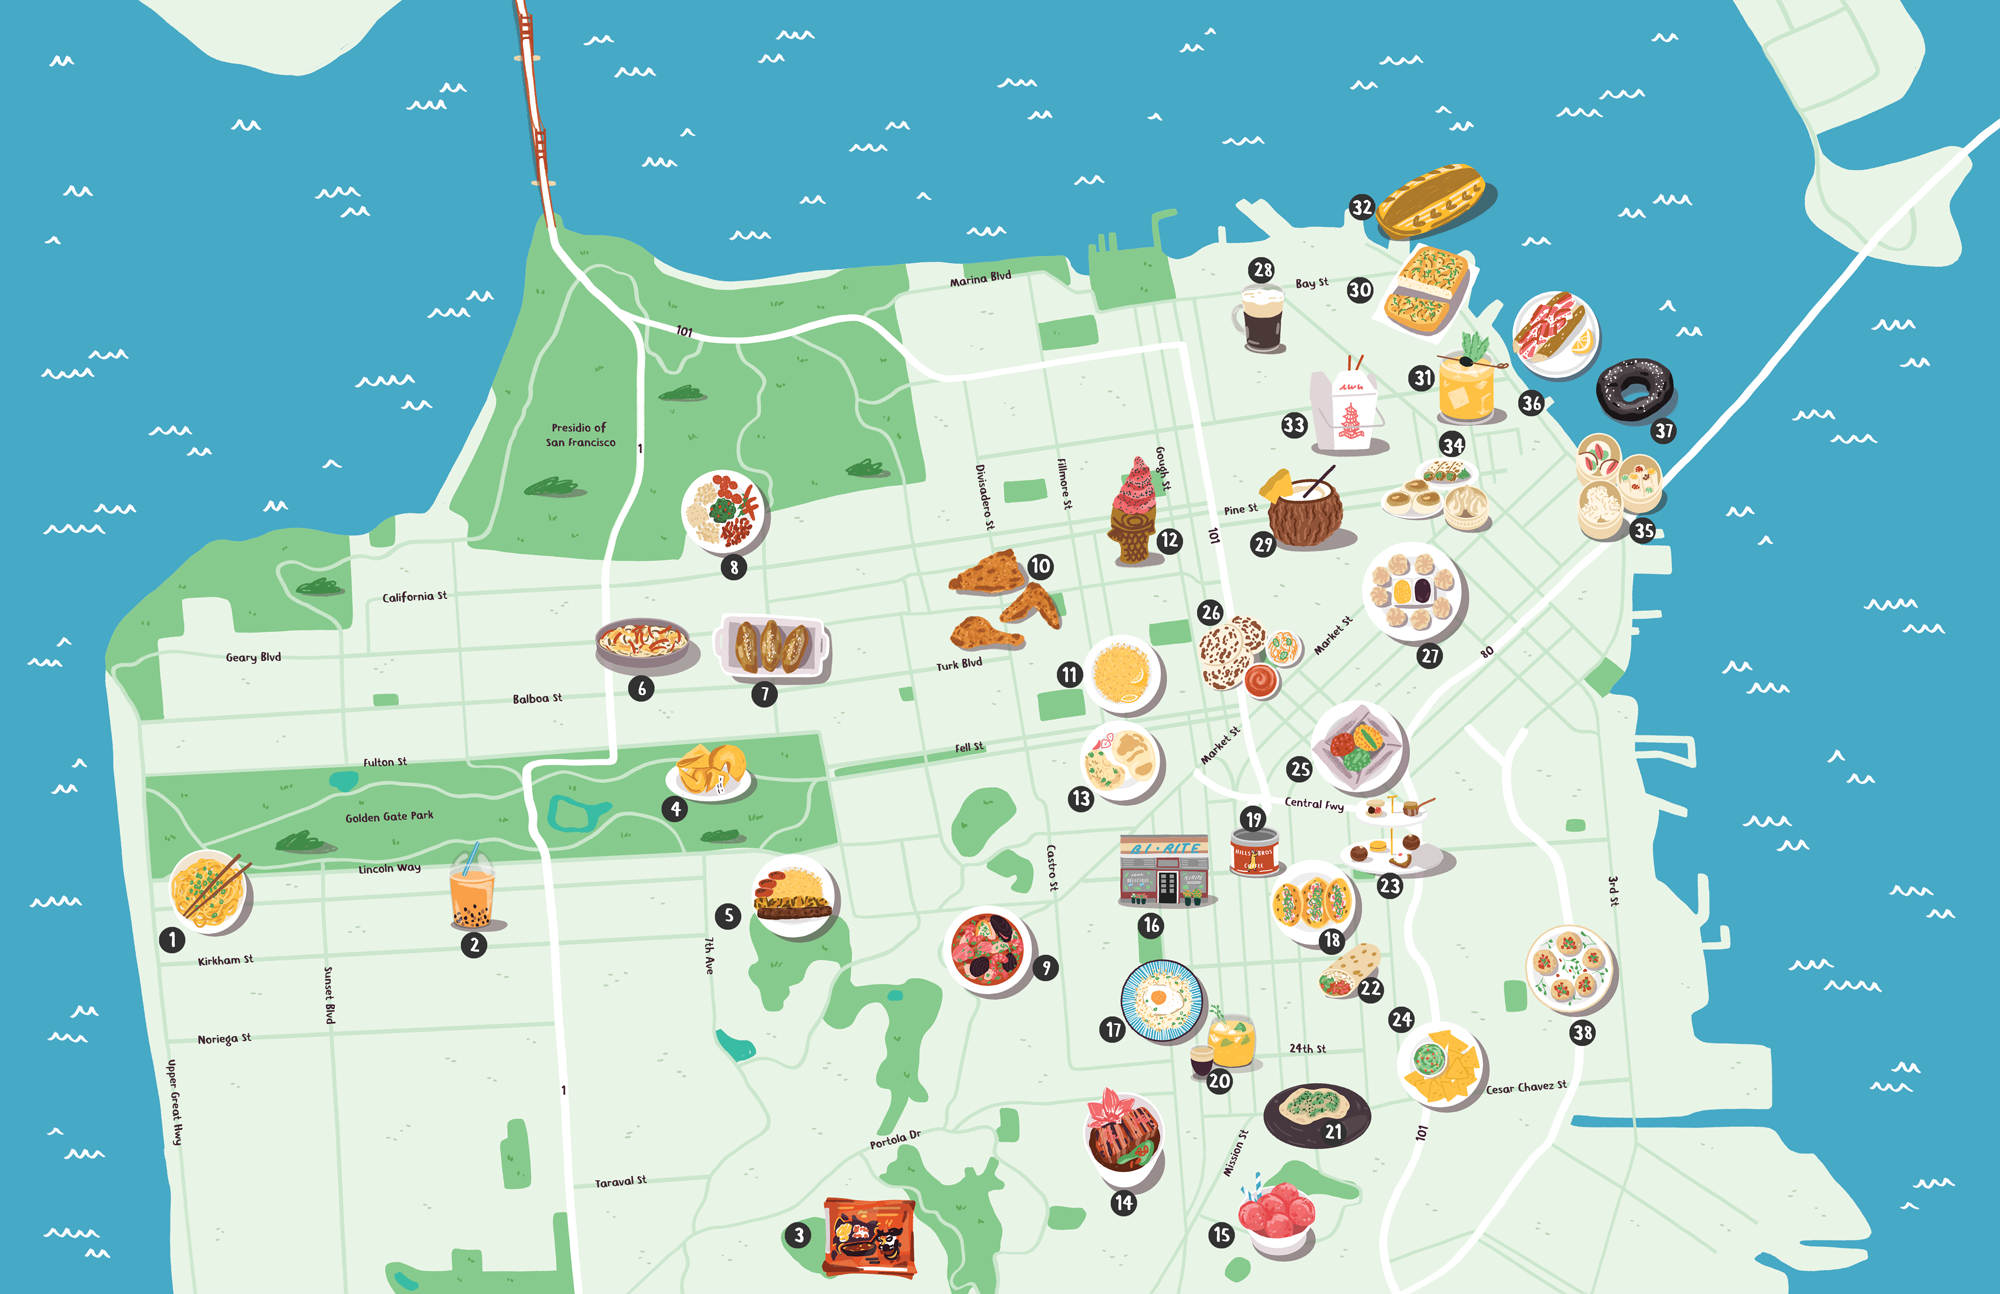 32
28
Bay St
30
Marina Blvd
101
31
36
37
33
34
Presidio of
San Francisco
1
Divisadero St
Fillmore St
Gough St
Pine St
101
29
35
12
8
10
California St
26
Market St
27
80
Geary Blvd
6
7
Turk Blvd
11
Balboa St
Fell St
Market St
25
Fulton St
4
13
Central Fwy
Golden Gate Park
19
BI-RITE
HILLS BROS
COFFEE
Lincoln Way
Castro St
23
3rd St
5
16
18
1
2
Kirkham St
7th Ave
9
22
Sunset Blvd
17
24
38
Noriega St
24th St
20
Upper Great Hwy
1
Cesar Chavez St
21
101
Portola Dr
Mission St
Taraval St
14
3
15